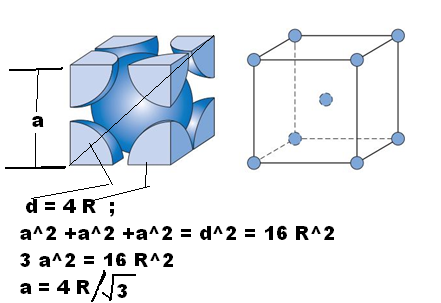 a
d = 4 R ;
a^2 +a^2 +a^2 = d^2 = 16 R^2
3 a^2 = 16 R^2
a = 4 R/√3